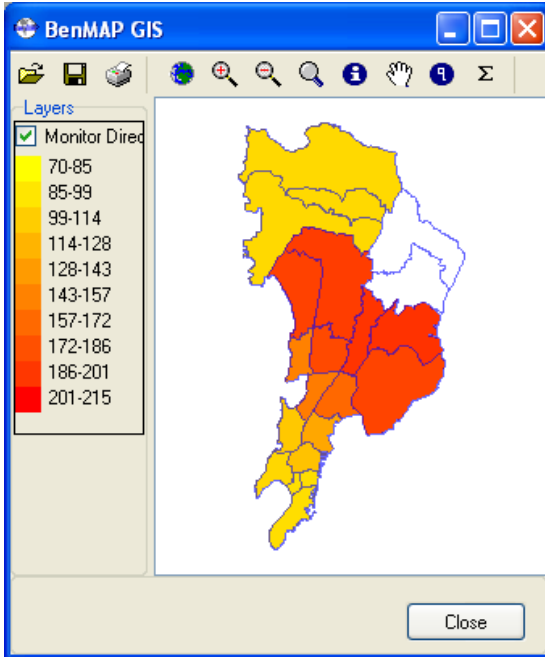 BenMAP GIS
Layers
Monitor Direc
70-85
85-99
99-114
114-128
128-143
143-157
157-172
172-186
186-201
201-215
Close